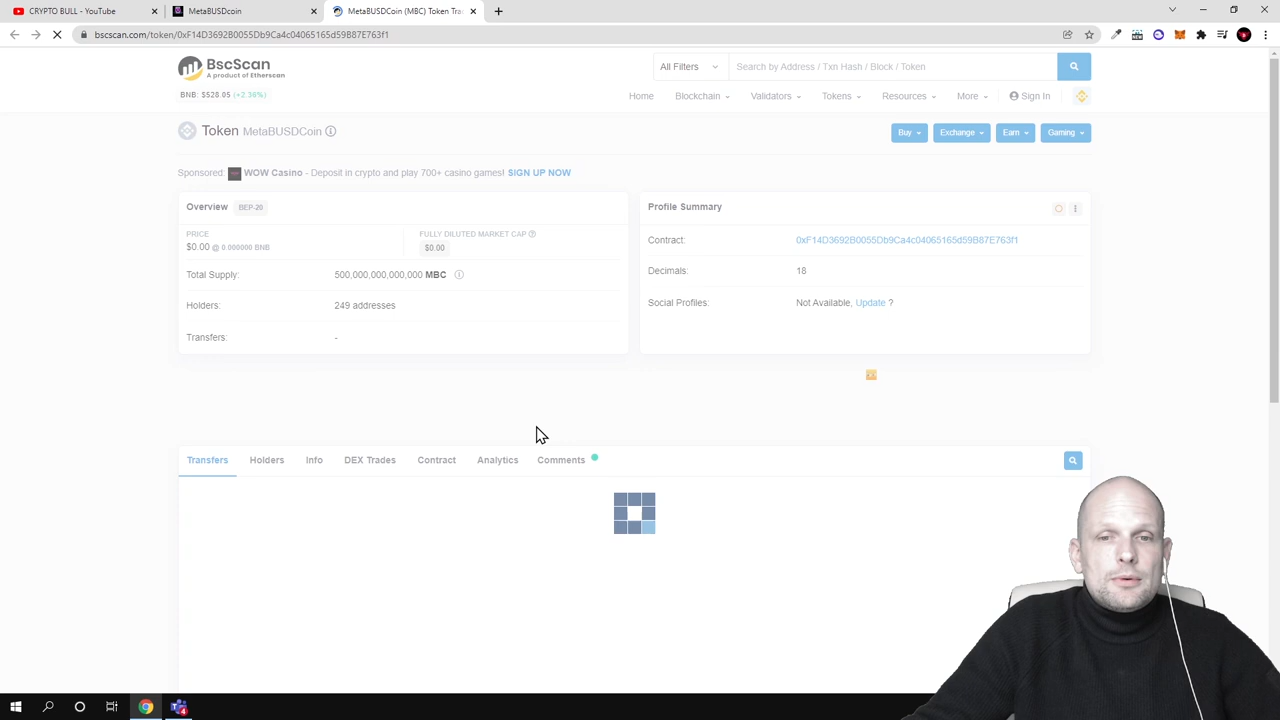 CRYPTO BULL - YouTube
MetaBUSDcoin
MetaBUSDCoin (MBC) Token Tra
bscscan.com/token/0xF14D3692B0055Db9Ca4c04065165d59B87E763f1
BscScan
A product of Etherscan
All Filters
Search by Address / Txn Hash / Block / Token
BNB: $528.05 (+2.36%)
Home
Blockchain
Validators
Tokens
Resources
More
Sign In
Token MetaBUSDCoin
Buy
Exchange
Earn
Gaming
Sponsored: WOW Casino - Deposit in crypto and play 700+ casino games! SIGN UP NOW
Overview BEP-20
PRICE
$0.00 @ 0.000000 BNB
FULLY DILUTED MARKET CAP
$0.00
Total Supply: 500,000,000,000,000 MBC
Holders: 249 addresses
Transfers: -
Profile Summary
Contract: 0xF14D3692B0055Db9Ca4c04065165d59B87E763f1
Decimals: 18
Social Profiles: Not Available, Update ?
Transfers
Holders
Info
DEX Trades
Contract
Analytics
Comments
4